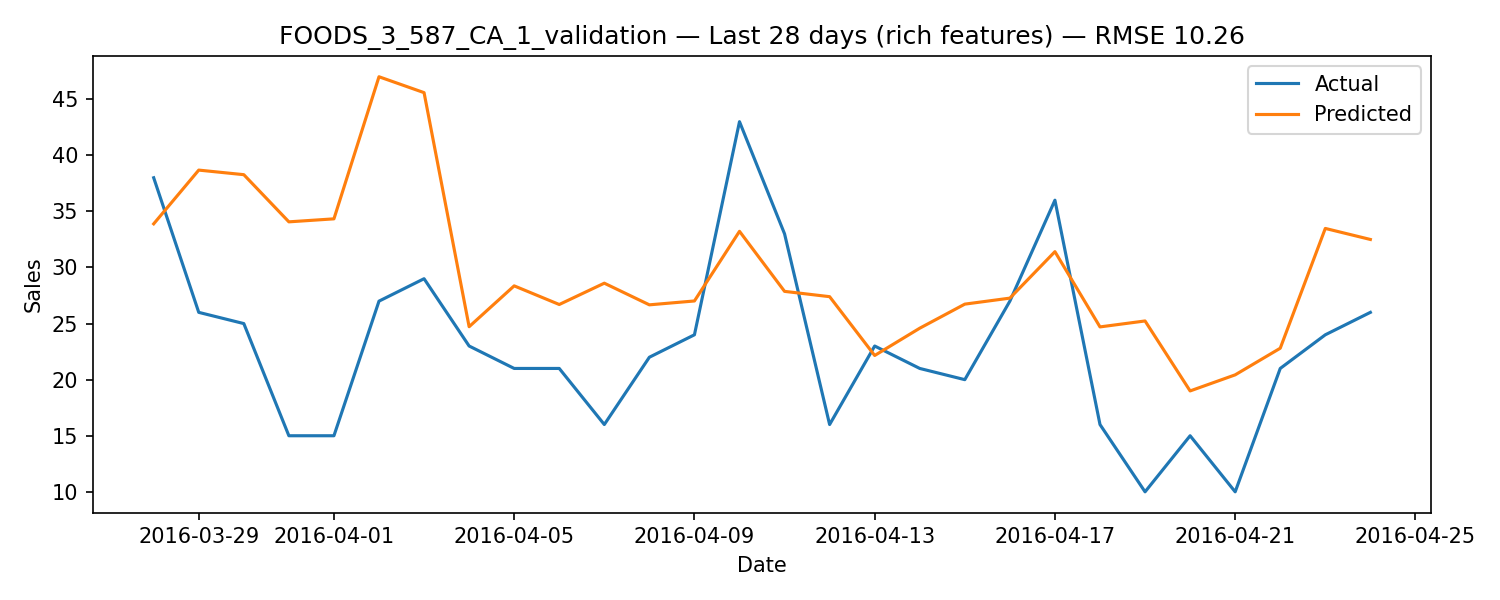 FOODS_3_587_CA_1_validation — Last 28 days (rich features) — RMSE 10.26
Actual
Predicted
45
40
35
30
25
20
15
10
Sales
2016-03-29 2016-04-01 2016-04-05 2016-04-09 2016-04-13 2016-04-17 2016-04-21 2016-04-25
Date